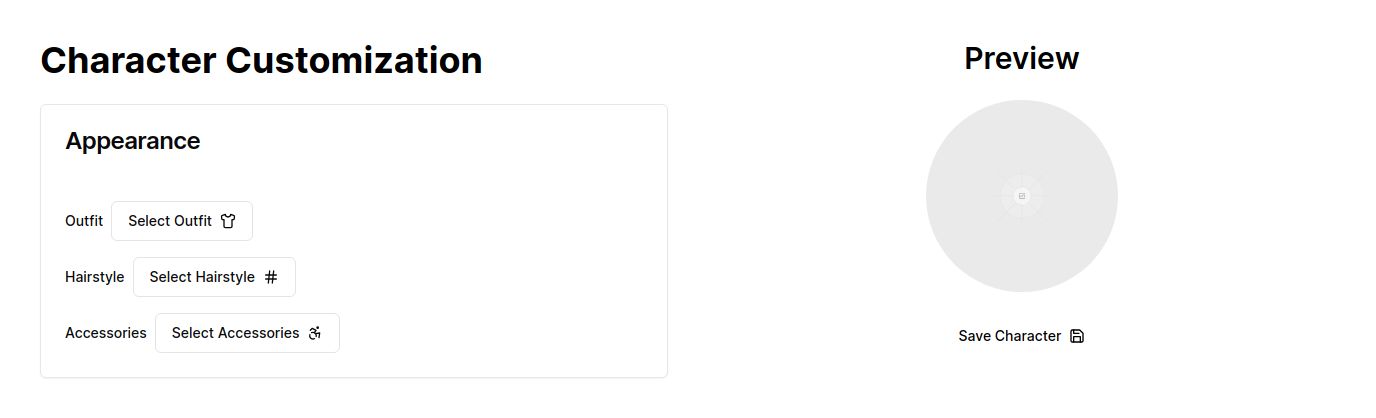 Character Customization
Appearance
Outfit Select Outfit
Hairstyle Select Hairstyle
Accessories Select Accessories
Preview
Save Character